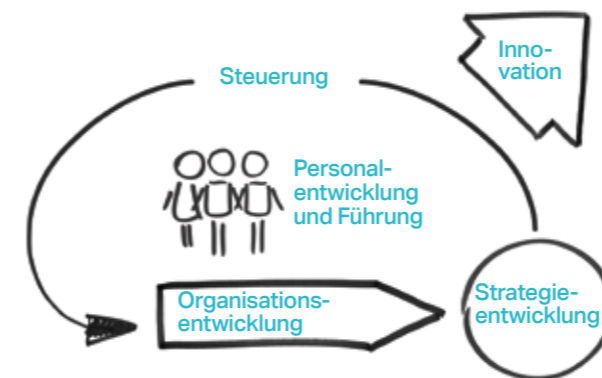 Inno-
vation
Steuerung
Personal-
entwicklung
und Führung
Organisations-
entwicklung
Strategie-
entwicklung